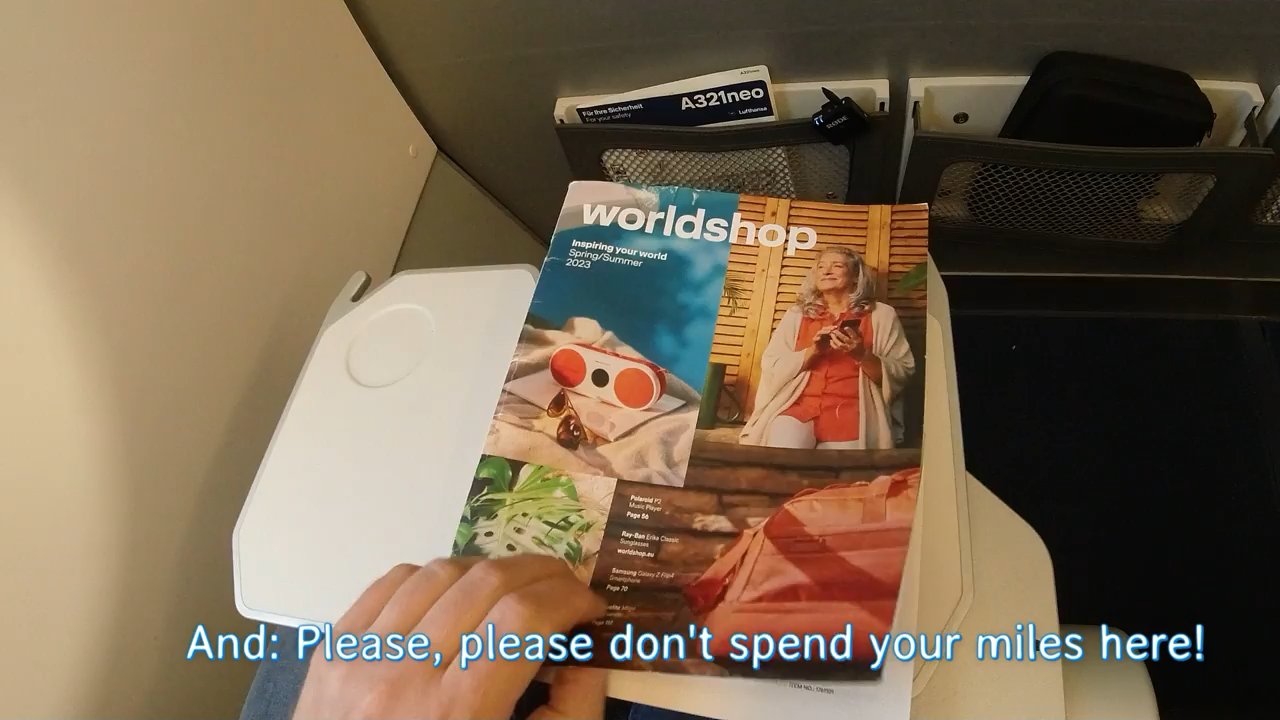 A321neo
Für Ihre Sicherheit
For your safety
A321neo
Lufthansa
RØDE
worldshop
Inspiring your world
Spring/Summer
2023
Polaroid P2
Music Player
Page 56
Ray-Ban Erika Classic
Sunglasses
worldshop.eu
Samsung Galaxy Z Flip4
Smartphone
Page 70
And: Please, please don't spend your miles here!